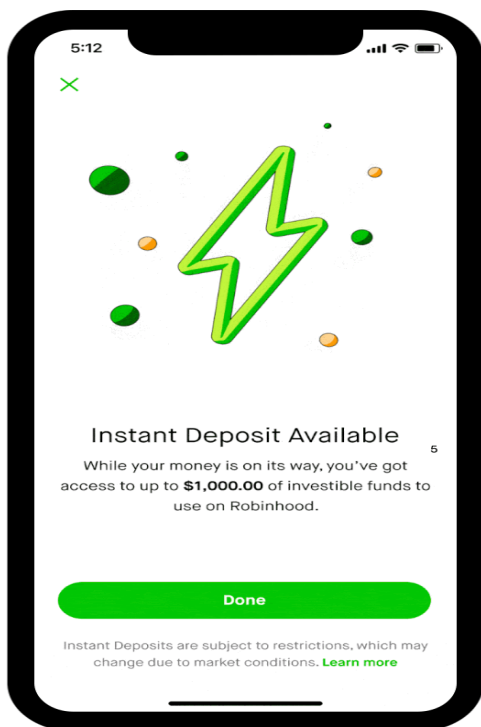 5:12
Instant Deposit Available
5
While your money is on its way, you’ve got
access to up to $1,000.00 of investible funds to
use on Robinhood.
Done
Instant Deposits are subject to restrictions, which may
change due to market conditions. Learn more